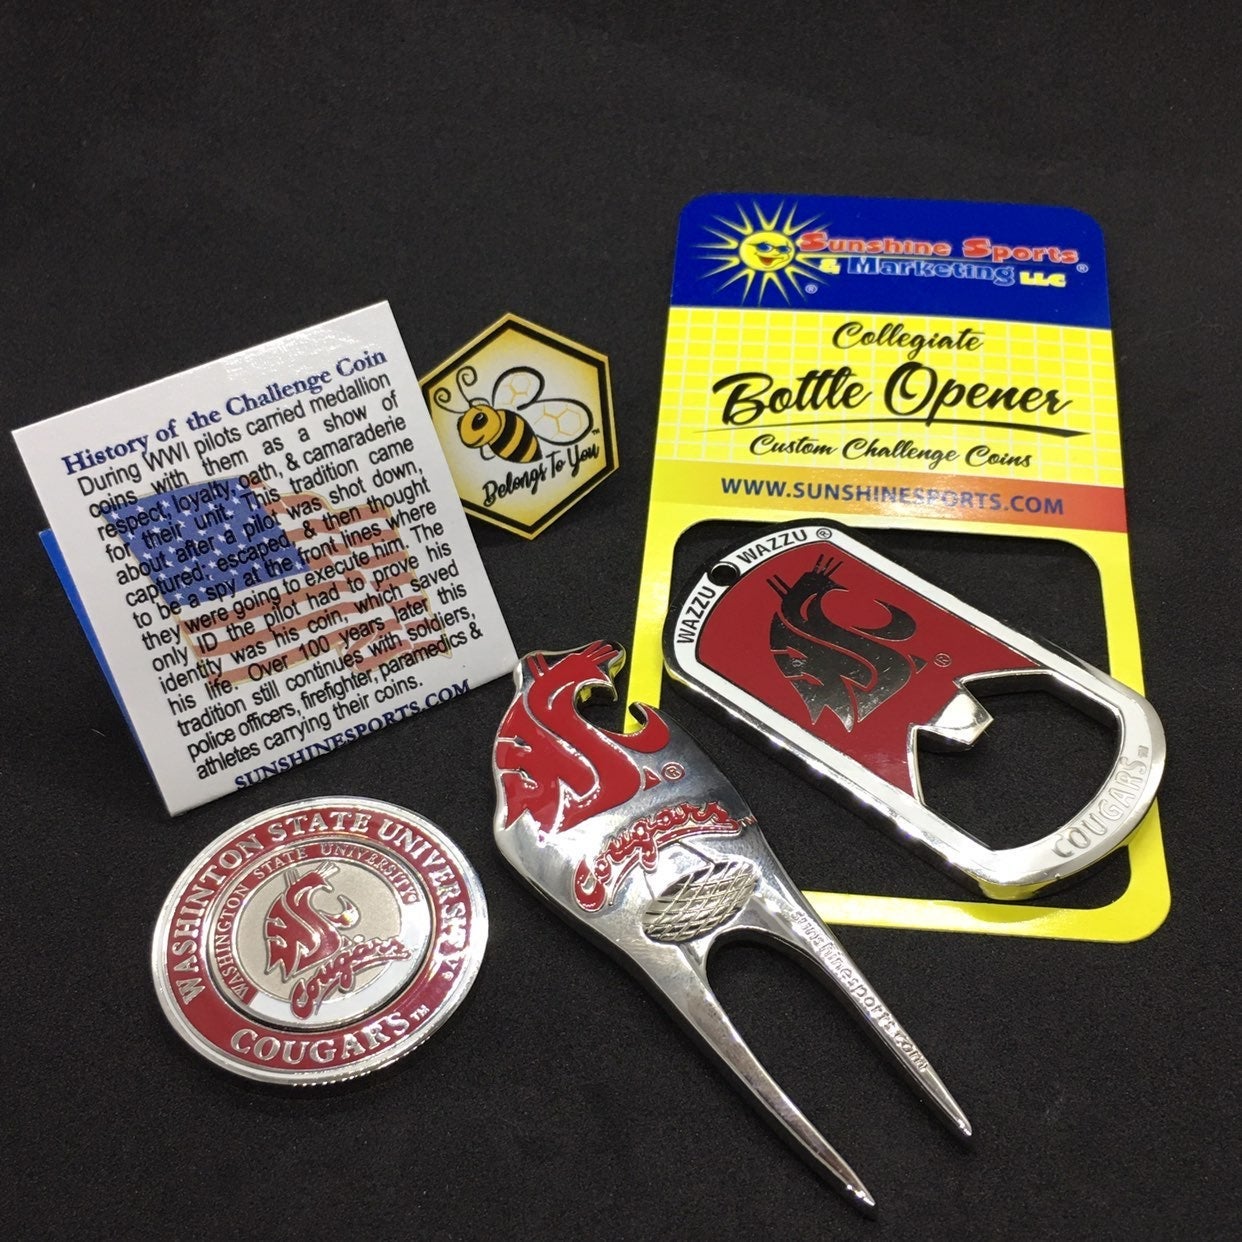 History of the Challenge Coin
During WWI pilots carried medallion
coins with them as a show of
respect, loyalty, oath, & camaraderie
for their unit. This tradition came
about after a pilot was shot down,
captured; escaped, & then thought
to be a spy at the front lines where
they were going to execute him. The
only ID the pilot had to prove his
identity was his coin, which saved
his life. Over 100 years later this
tradition still continues with soldiers,
police officers, firefighter, paramedics &
athletes carrying their coins.
SUNSHINESPORTS.COM
Belongs To You™
Sunshine Sports
& Marketing LLC®
®
Collegiate
Bottle Opener
Custom Challenge Coins
WWW.SUNSHINESPORTS.COM
WAZZU WAZZU®
®
COUGARS™
®
Cougars™
sunshinesports.com
WASHINTON STATE UNIVERSITY®
WASHINGTON STATE UNIVERSITY
Cougars
COUGARS™